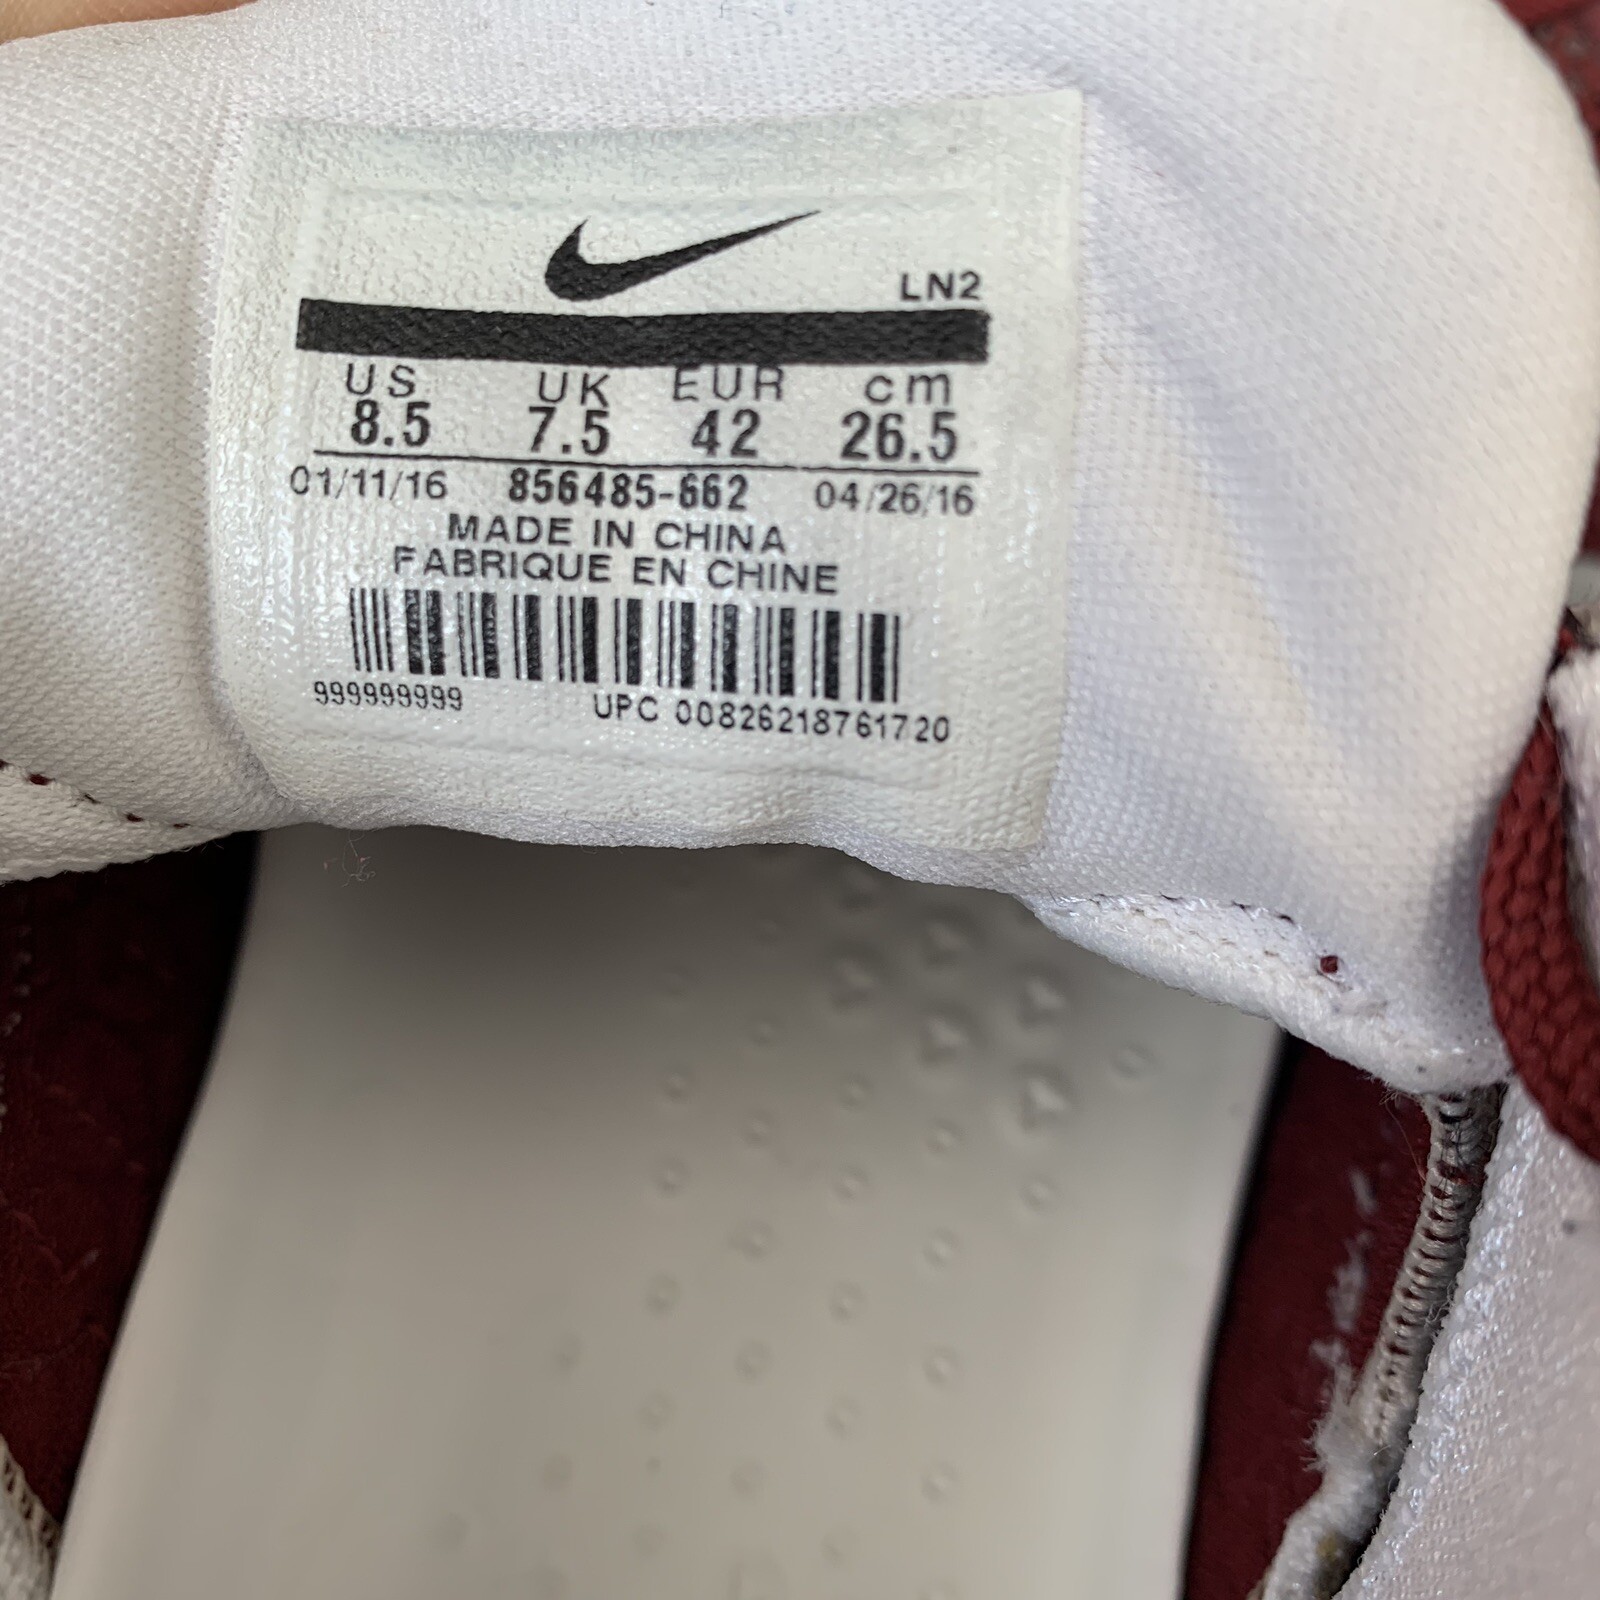 LN2
US UK EUR cm
8.5 7.5 42 26.5
01/11/16 856485-662 04/26/16
MADE IN CHINA
FABRIQUE EN CHINE
999999999 UPC 00826218761720